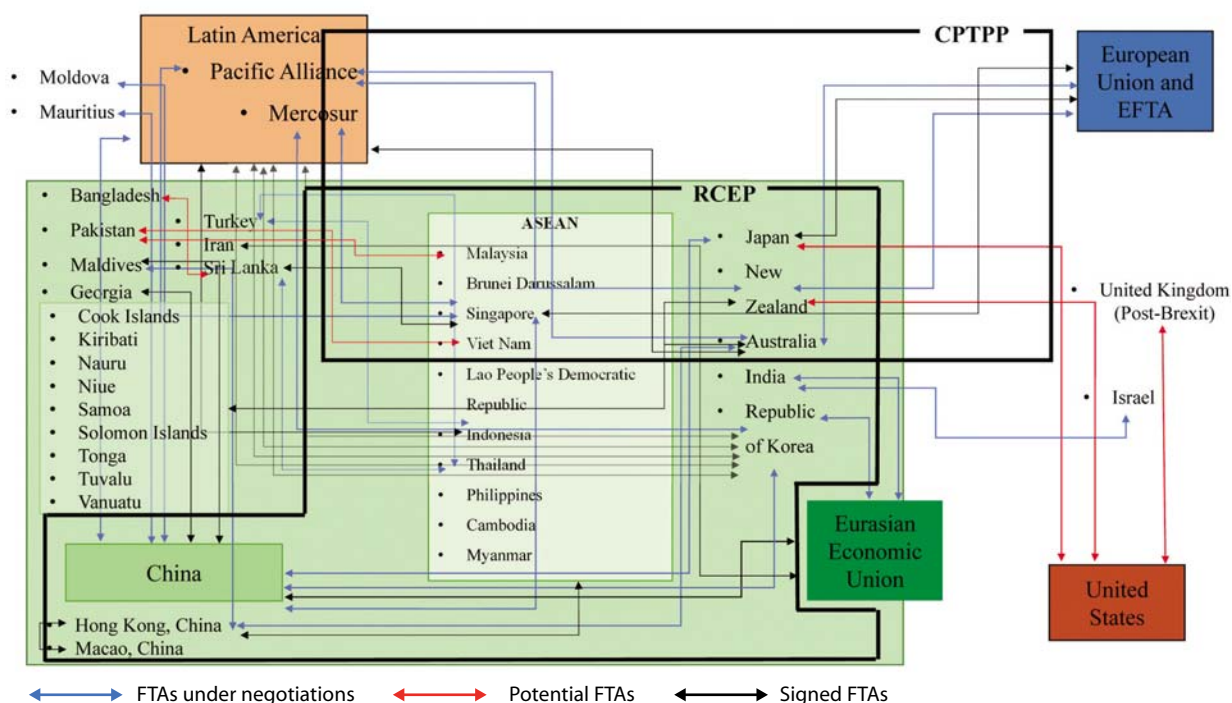 Latin America
• Pacific Alliance
• Mercosur
CPTPP
European
Union and
EFTA
• Moldova
• Mauritius
RCEP
• Bangladesh
• Pakistan
• Maldives
• Georgia
• Turkey
• Iran
• Sri Lanka
• Cook Islands
• Kiribati
• Nauru
• Niue
• Samoa
• Solomon Islands
• Tonga
• Tuvalu
• Vanuatu
ASEAN
• Malaysia
• Brunei Darussalam
• Singapore
• Viet Nam
• Lao People's Democratic
Republic
• Indonesia
• Thailand
• Philippines
• Cambodia
• Myanmar
• Japan
• New
Zealand
• Australia
• India
• Republic
of Korea
• United Kingdom
(Post-Brexit)
• Israel
China
Eurasian
Economic
Union
United
States
• Hong Kong, China
• Macao, China
FTAs under negotiations
Potential FTAs
Signed FTAs